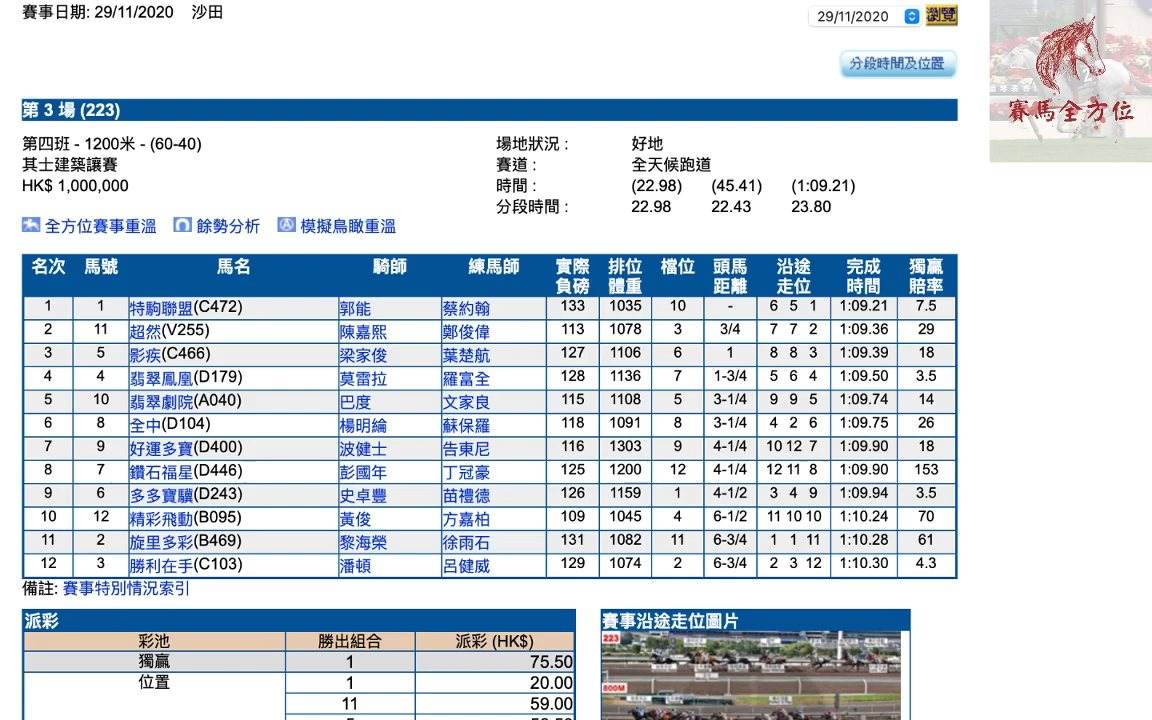 賽事日期: 29/11/2020 沙田
29/11/2020 瀏覽
分段時間及位置
賽馬全方位
第 3 場 (223)
第四班 - 1200米 - (60-40) 場地狀況 : 好地
其士建築讓賽 賽道 : 全天候跑道
HK$ 1,000,000 時間 : (22.98) (45.41) (1:09.21)
分段時間 : 22.98 22.43 23.80
全方位賽事重溫 餘勢分析 模擬鳥瞰重溫
名次 馬號 馬名 騎師 練馬師 實際負磅 排位體重 檔位 頭馬距離 沿途走位 完成時間 獨贏賠率
1 1 特駒聯盟(C472) 郭能 蔡約翰 133 1035 10 - 6 5 1 1:09.21 7.5
2 11 超然(V255) 陳嘉熙 鄭俊偉 113 1078 3 3/4 7 7 2 1:09.36 29
3 5 影疾(C466) 梁家俊 葉楚航 127 1106 6 1 8 8 3 1:09.39 18
4 4 翡翠鳳凰(D179) 莫雷拉 羅富全 128 1136 7 1-3/4 5 6 4 1:09.50 3.5
5 10 翡翠劇院(A040) 巴度 文家良 115 1108 5 3-1/4 9 9 5 1:09.74 14
6 8 全中(D104) 楊明綸 蘇保羅 118 1091 8 3-1/4 4 2 6 1:09.75 26
7 9 好運多寶(D400) 波健士 告東尼 116 1303 9 4-1/4 10 12 7 1:09.90 18
8 7 鑽石福星(D446) 彭國年 丁冠豪 125 1200 12 4-1/4 12 11 8 1:09.90 153
9 6 多多寶驥(D243) 史卓豐 苗禮德 126 1159 1 4-1/2 3 4 9 1:09.94 3.5
10 12 精彩飛動(B095) 黃俊 方嘉柏 109 1045 4 6-1/2 11 10 10 1:10.24 70
11 2 旋里多彩(B469) 黎海榮 徐雨石 131 1082 11 6-3/4 1 1 11 1:10.28 61
12 3 勝利在手(C103) 潘頓 呂健威 129 1074 2 6-3/4 2 3 12 1:10.30 4.3
備註: 賽事特別情況索引
派彩
彩池 勝出組合 派彩 (HK$)
獨贏 1 75.50
位置 1 20.00
11 59.00
賽事沿途走位圖片
223
800M